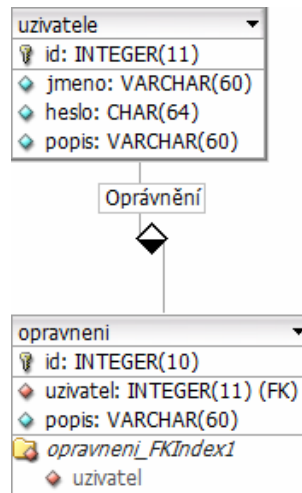 uzivatele
id: INTEGER(11)
jmeno: VARCHAR(60)
heslo: CHAR(64)
popis: VARCHAR(60)
Oprávnění
opravneni
id: INTEGER(10)
uzivatel: INTEGER(11) (FK)
popis: VARCHAR(60)
opravneni_FKIndex1
uzivatel